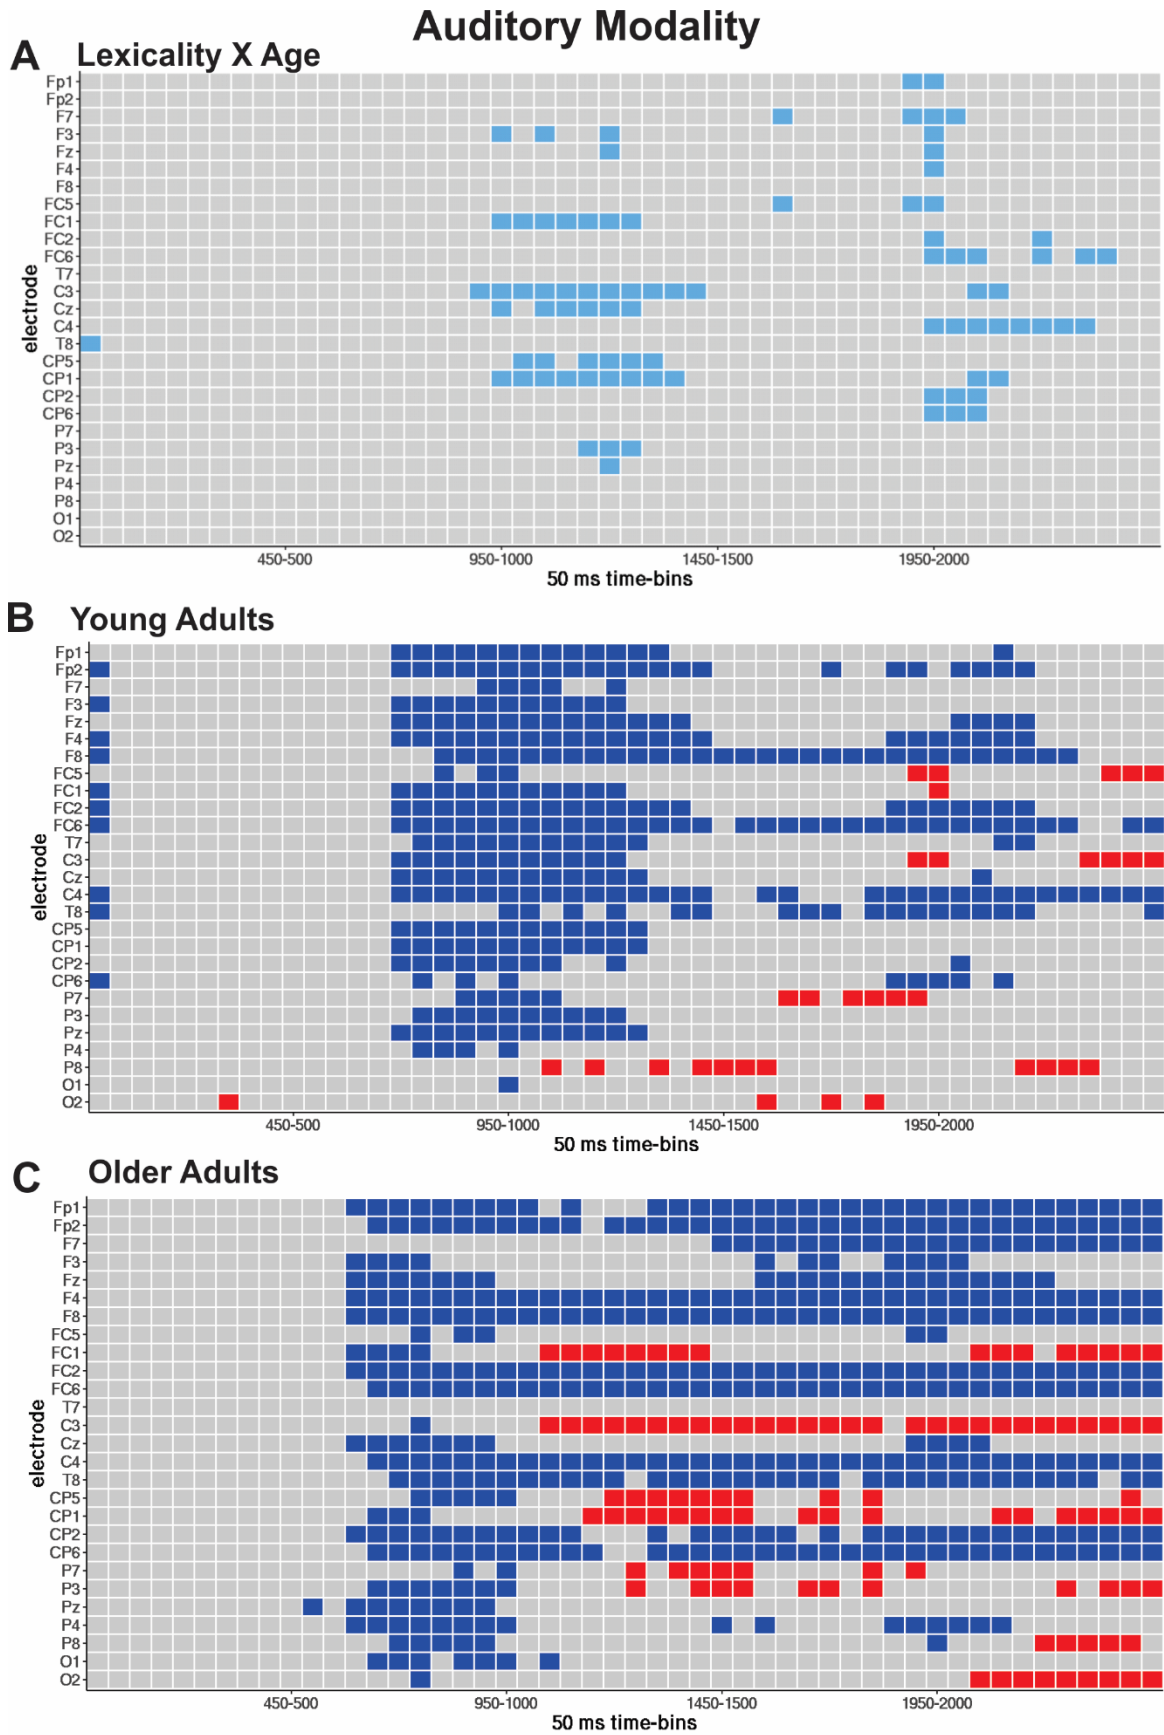 Auditory Modality
A Lexicality X Age
Fp1
Fp2
F7
F3
Fz
F4
F8
FC5
FC1
FC2
FC6
T7
C3
Cz
C4
T8
CP5
CP1
CP2
CP6
P7
P3
Pz
P4
P8
O1
O2
electrode
450-500 950-1000 1450-1500 1950-2000
50 ms time-bins
B Young Adults
Fp1
Fp2
F7
F3
Fz
F4
F8
FC5
FC1
FC2
FC6
T7
C3
Cz
C4
T8
CP5
CP1
CP2
CP6
P7
P3
Pz
P4
P8
O1
O2
electrode
450-500 950-1000 1450-1500 1950-2000
50 ms time-bins
C Older Adults
Fp1
Fp2
F7
F3
Fz
F4
F8
FC5
FC1
FC2
FC6
T7
C3
Cz
C4
T8
CP5
CP1
CP2
CP6
P7
P3
Pz
P4
P8
O1
O2
electrode
450-500 950-1000 1450-1500 1950-2000
50 ms time-bins